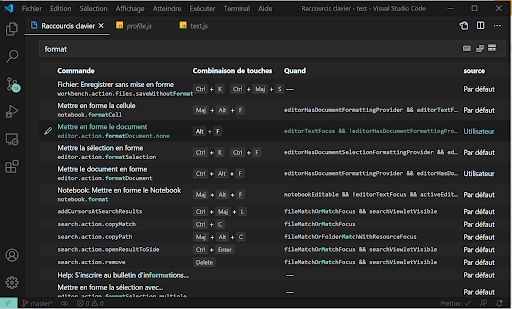 Fichier Edition Sélection Affichage Atteindre Exécuter Terminal Aide Raccourcis clavier - test - Visual Studio Code
Raccourcis clavier profile.js test.js
format
Commande Combinaison de touches Quand source
Fichier: Enregistrer sans mise en forme
workbench.action.files.saveWithoutFormat
Ctrl + K Ctrl + Maj + S — Par défaut
Mettre en forme la cellule
notebook.formatCell
Maj + Alt + F editorHasDocumentFormattingProvider && editorTextF… Par défaut
Mettre en forme le document
editor.action.formatDocument.none
Alt + F editorTextFocus && !editorHasDocumentFormattingPro… Utilisateur
Mettre la sélection en forme
editor.action.formatSelection
Ctrl + K Ctrl + F editorHasDocumentSelectionFormattingProvider && ed… Par défaut
Mettre le document en forme
editor.action.formatDocument
Ctrl + Alt + F editorHasDocumentFormattingProvider && editorHasDo… Utilisateur
Notebook: Mettre en forme le Notebook
notebook.format
Maj + Alt + F notebookEditable && !editorTextFocus && activeEdit… Par défaut
addCursorsAtSearchResults Ctrl + Maj + L fileMatchOrMatchFocus && searchViewletVisible Par défaut
search.action.copyMatch Ctrl + C fileMatchOrMatchFocus Par défaut
search.action.copyPath Maj + Alt + C fileMatchOrFolderMatchWithResourceFocus Par défaut
search.action.openResultToSide Ctrl + Enter fileMatchOrMatchFocus && searchViewletVisible Par défaut
search.action.remove Delete fileMatchOrMatchFocus && searchViewletVisible Par défaut
Help: S'inscrire au bulletin d'informations… — Par défaut
Mettre en forme la sélection avec…
editor.action.formatSelection.multiple
— Par défaut
master* 0 0 Prettier: ✓